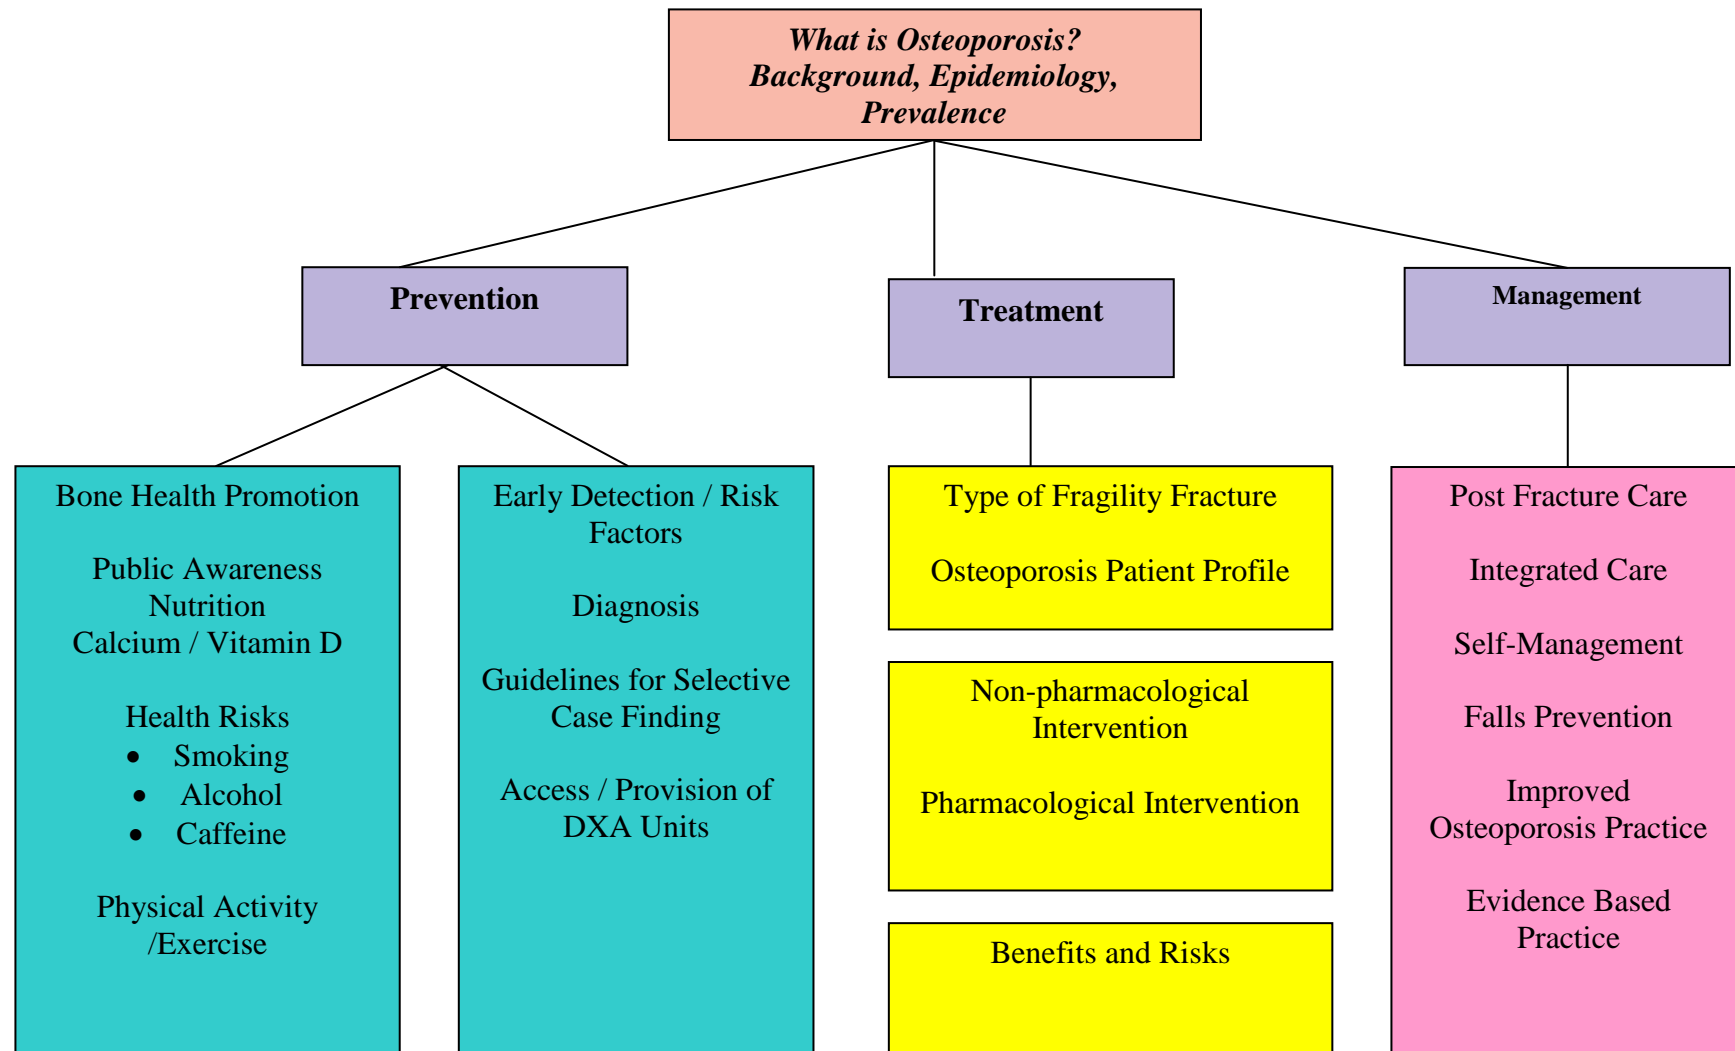 What is Osteoporosis?
Background, Epidemiology,
Prevalence
Prevention
Treatment
Management
Bone Health Promotion
Public Awareness
Nutrition
Calcium / Vitamin D
Health Risks
• Smoking
• Alcohol
• Caffeine
Physical Activity
/Exercise
Early Detection / Risk
Factors
Diagnosis
Guidelines for Selective
Case Finding
Access / Provision of
DXA Units
Type of Fragility Fracture
Osteoporosis Patient Profile
Non-pharmacological
Intervention
Pharmacological Intervention
Benefits and Risks
Post Fracture Care
Integrated Care
Self-Management
Falls Prevention
Improved
Osteoporosis Practice
Evidence Based
Practice